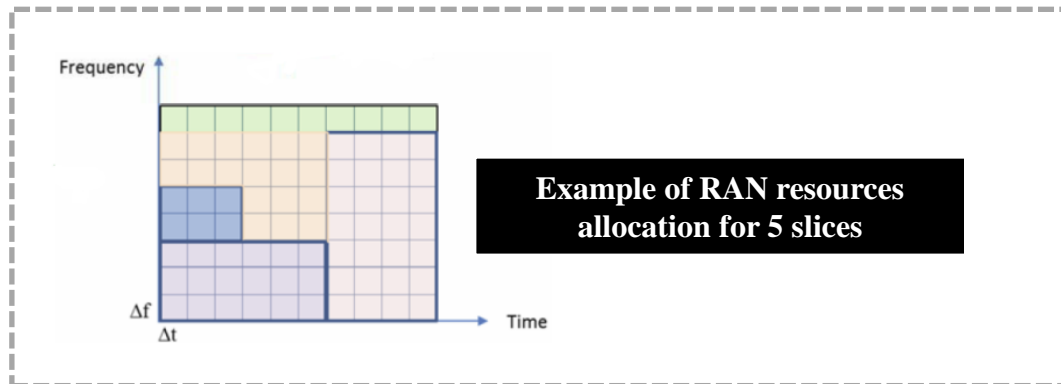 Frequency
Example of RAN resources
allocation for 5 slices
Δf
Time
Δt